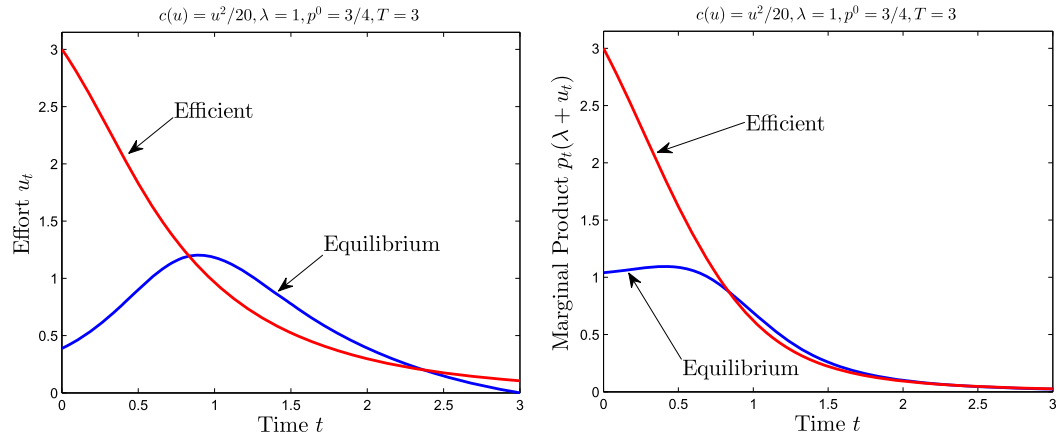 c(u) = u²/20, λ = 1, p⁰ = 3/4, T = 3
3
2.5
2
1.5
1
0.5
0
Effort uₜ
Efficient
Equilibrium
0
0.5
1
1.5
2
2.5
3
Time t
c(u) = u²/20, λ = 1, p⁰ = 3/4, T = 3
3
2.5
2
1.5
1
0.5
0
Marginal Product pₜ(λ + uₜ)
Efficient
Equilibrium
0
0.5
1
1.5
2
2.5
3
Time t